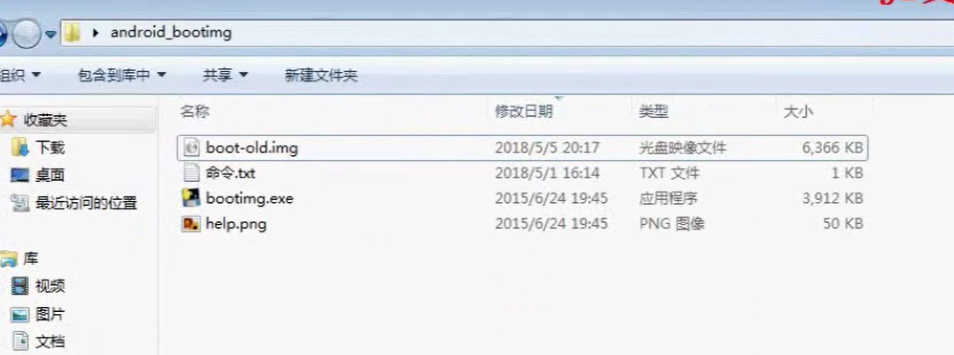 android_bootimg
组织 包含到库中 共享 新建文件夹
收藏夹
下载
桌面
最近访问的位置
库
视频
图片
文档
名称 修改日期 类型 大小
boot-old.img 2018/5/5 20:17 光盘映像文件 6,366 KB
命令.txt 2018/5/1 16:14 TXT 文件 1 KB
bootimg.exe 2015/6/24 19:45 应用程序 3,912 KB
help.png 2015/6/24 19:45 PNG 图像 50 KB